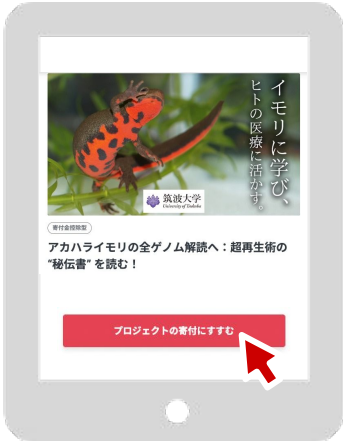 イモリに学び、
ヒトの医療に活かす。
筑波大学
University of Tsukuba
寄付金控除型
アカハライモリの全ゲノム解読へ：超再生術の
“秘伝書” を読む！
プロジェクトの寄付にすすむ